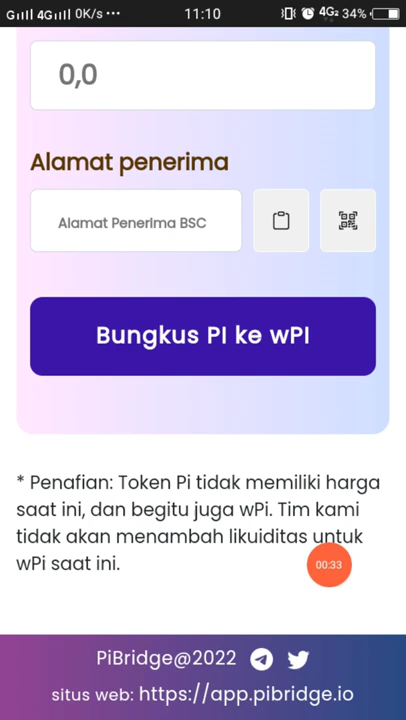 0K/s ... 11:10 4G2 34%
0,0
Alamat penerima
Alamat Penerima BSC
Bungkus PI ke wPI
* Penafian: Token Pi tidak memiliki harga
saat ini, dan begitu juga wPi. Tim kami
tidak akan menambah likuiditas untuk
wPi saat ini.
00:33
PiBridge@2022
situs web: https://app.pibridge.io